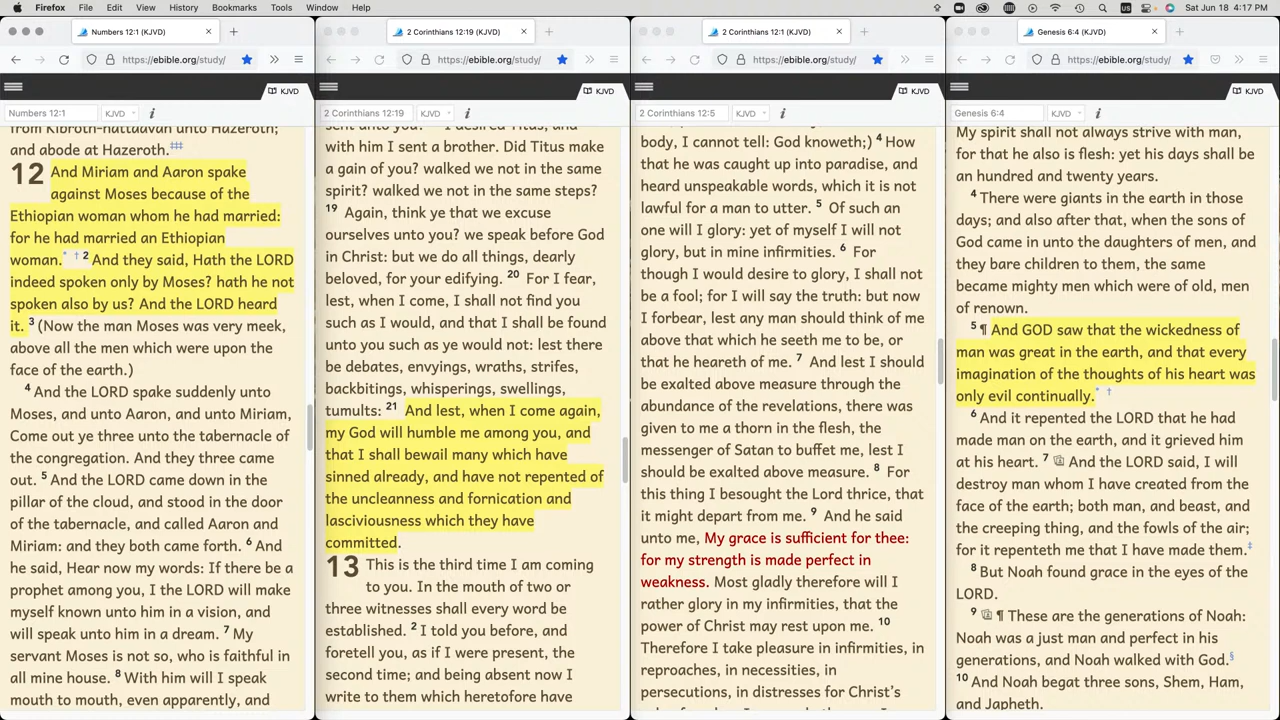 Firefox File Edit View History Bookmarks Tools Window Help
Sat Jun 18 4:17 PM
Numbers 12:1 (KJVD)
https://ebible.org/study/
KJVD
Numbers 12:1 KJVD i
from Kibroth-hattaavah unto Hazeroth;
and abode at Hazeroth.‡‡‡
12 And Miriam and Aaron spake
against Moses because of the
Ethiopian woman whom he had married:
for he had married an Ethiopian
woman.* † 2 And they said, Hath the LORD
indeed spoken only by Moses? hath he not
spoken also by us? And the LORD heard
it. 3 (Now the man Moses was very meek,
above all the men which were upon the
face of the earth.)
4 And the LORD spake suddenly unto
Moses, and unto Aaron, and unto Miriam,
Come out ye three unto the tabernacle of
the congregation. And they three came
out. 5 And the LORD came down in the
pillar of the cloud, and stood in the door
of the tabernacle, and called Aaron and
Miriam: and they both came forth. 6 And
he said, Hear now my words: If there be a
prophet among you, I the LORD will make
myself known unto him in a vision, and
will speak unto him in a dream. 7 My
servant Moses is not so, who is faithful in
all mine house. 8 With him will I speak
mouth to mouth, even apparently, and
2 Corinthians 12:19 (KJVD)
https://ebible.org/study/
KJVD
2 Corinthians 12:19 KJVD i
sent unto you? I desired Titus, and
with him I sent a brother. Did Titus make
a gain of you? walked we not in the same
spirit? walked we not in the same steps?
19 Again, think ye that we excuse
ourselves unto you? we speak before God
in Christ: but we do all things, dearly
beloved, for your edifying. 20 For I fear,
lest, when I come, I shall not find you
such as I would, and that I shall be found
unto you such as ye would not: lest there
be debates, envyings, wraths, strifes,
backbitings, whisperings, swellings,
tumults: 21 And lest, when I come again,
my God will humble me among you, and
that I shall bewail many which have
sinned already, and have not repented of
the uncleanness and fornication and
lasciviousness which they have
committed.
13 This is the third time I am coming
to you. In the mouth of two or
three witnesses shall every word be
established. 2 I told you before, and
foretell you, as if I were present, the
second time; and being absent now I
write to them which heretofore have
2 Corinthians 12:1 (KJVD)
https://ebible.org/study/
KJVD
2 Corinthians 12:5 KJVD i
body, I cannot tell: God knoweth;) 4 How
that he was caught up into paradise, and
heard unspeakable words, which it is not
lawful for a man to utter. 5 Of such an
one will I glory: yet of myself I will not
glory, but in mine infirmities. 6 For
though I would desire to glory, I shall not
be a fool; for I will say the truth: but now
I forbear, lest any man should think of me
above that which he seeth me to be, or
that he heareth of me. 7 And lest I should
be exalted above measure through the
abundance of the revelations, there was
given to me a thorn in the flesh, the
messenger of Satan to buffet me, lest I
should be exalted above measure. 8 For
this thing I besought the Lord thrice, that
it might depart from me. 9 And he said
unto me, My grace is sufficient for thee:
for my strength is made perfect in
weakness. Most gladly therefore will I
rather glory in my infirmities, that the
power of Christ may rest upon me. 10
Therefore I take pleasure in infirmities, in
reproaches, in necessities, in
persecutions, in distresses for Christ's
Genesis 6:4 (KJVD)
https://ebible.org/study/
KJVD
Genesis 6:4 KJVD i
My spirit shall not always strive with man,
for that he also is flesh: yet his days shall be
an hundred and twenty years.
4 There were giants in the earth in those
days; and also after that, when the sons of
God came in unto the daughters of men, and
they bare children to them, the same
became mighty men which were of old, men
of renown.
5 ¶ And GOD saw that the wickedness of
man was great in the earth, and that every
imagination of the thoughts of his heart was
only evil continually.* †
6 And it repented the LORD that he had
made man on the earth, and it grieved him
at his heart. 7 And the LORD said, I will
destroy man whom I have created from the
face of the earth; both man, and beast, and
the creeping thing, and the fowls of the air;
for it repenteth me that I have made them.‡
8 But Noah found grace in the eyes of the
LORD.
9 ¶ These are the generations of Noah:
Noah was a just man and perfect in his
generations, and Noah walked with God.§
10 And Noah begat three sons, Shem, Ham,
and Japheth.